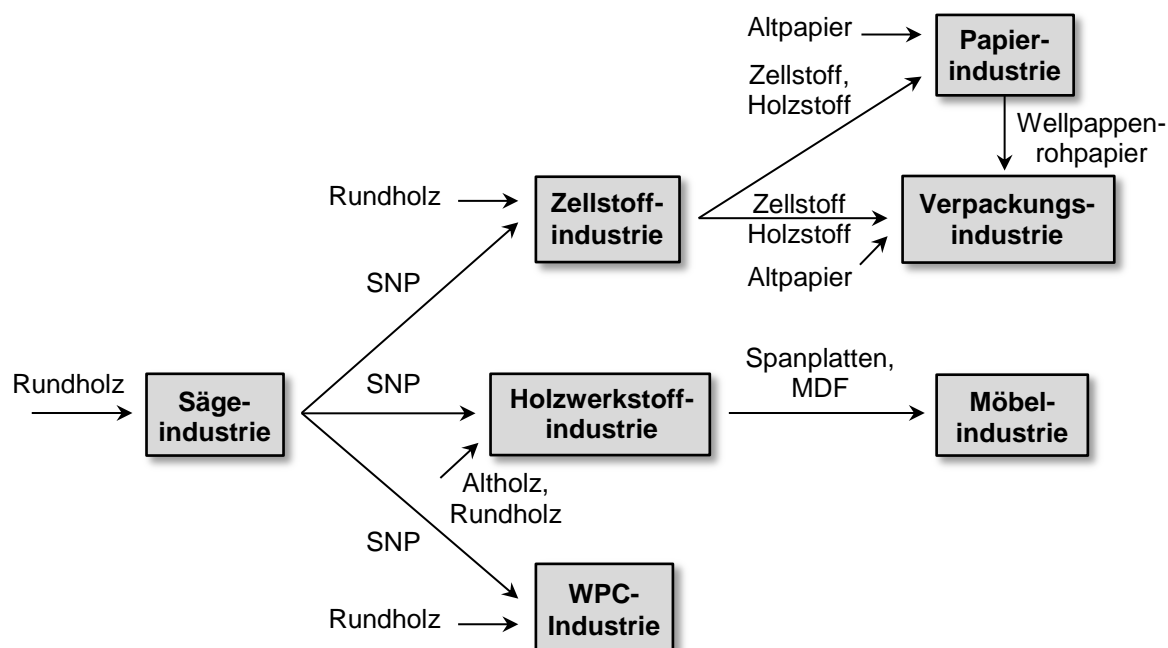 Altpapier
Papier-
industrie
Zellstoff,
Holzstoff
Wellpappen-
rohpapier
Rundholz
Zellstoff-
industrie
Zellstoff
Holzstoff
Verpackungs-
industrie
Altpapier
SNP
Rundholz
Säge-
industrie
SNP
Holzwerkstoff-
industrie
Spanplatten,
MDF
Möbel-
industrie
Altholz,
Rundholz
SNP
Rundholz
WPC-
Industrie